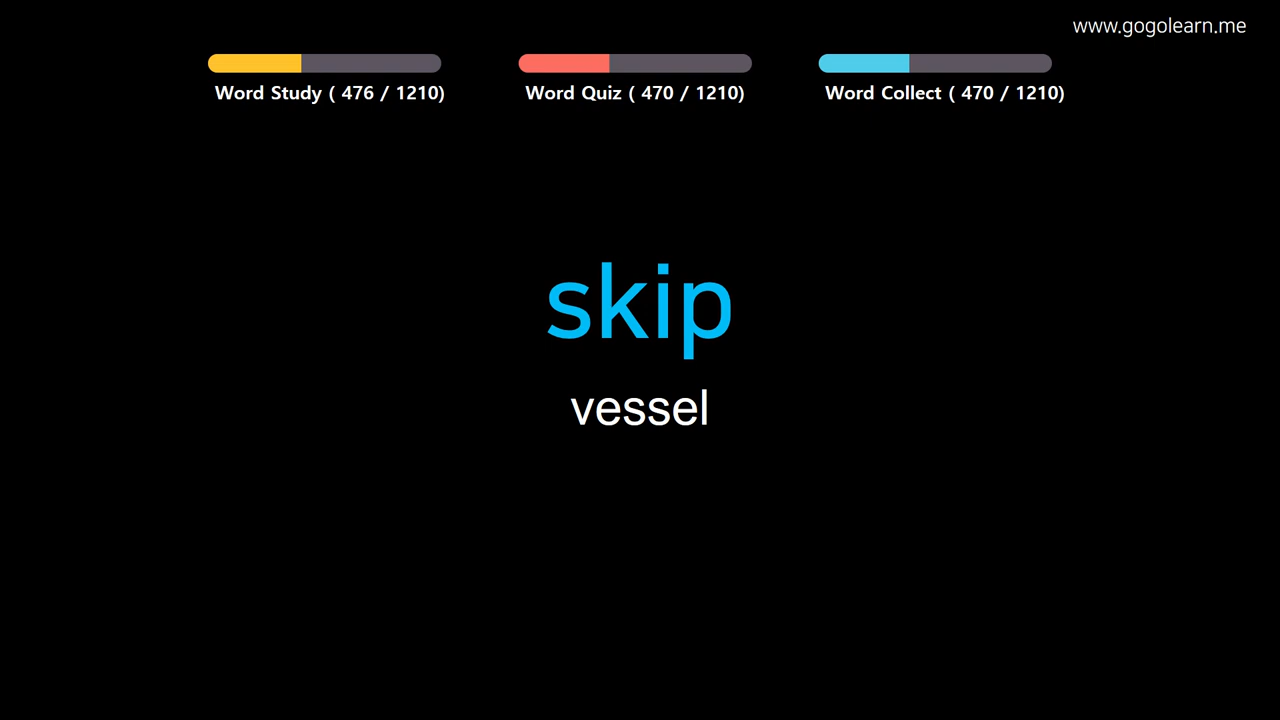 www.gogolearn.me
Word Study ( 476 / 1210)
Word Quiz ( 470 / 1210)
Word Collect ( 470 / 1210)
skip
vessel